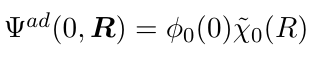 Ψ^{ad}(0, R) = ϕ_0(0)χ̃_0(R)